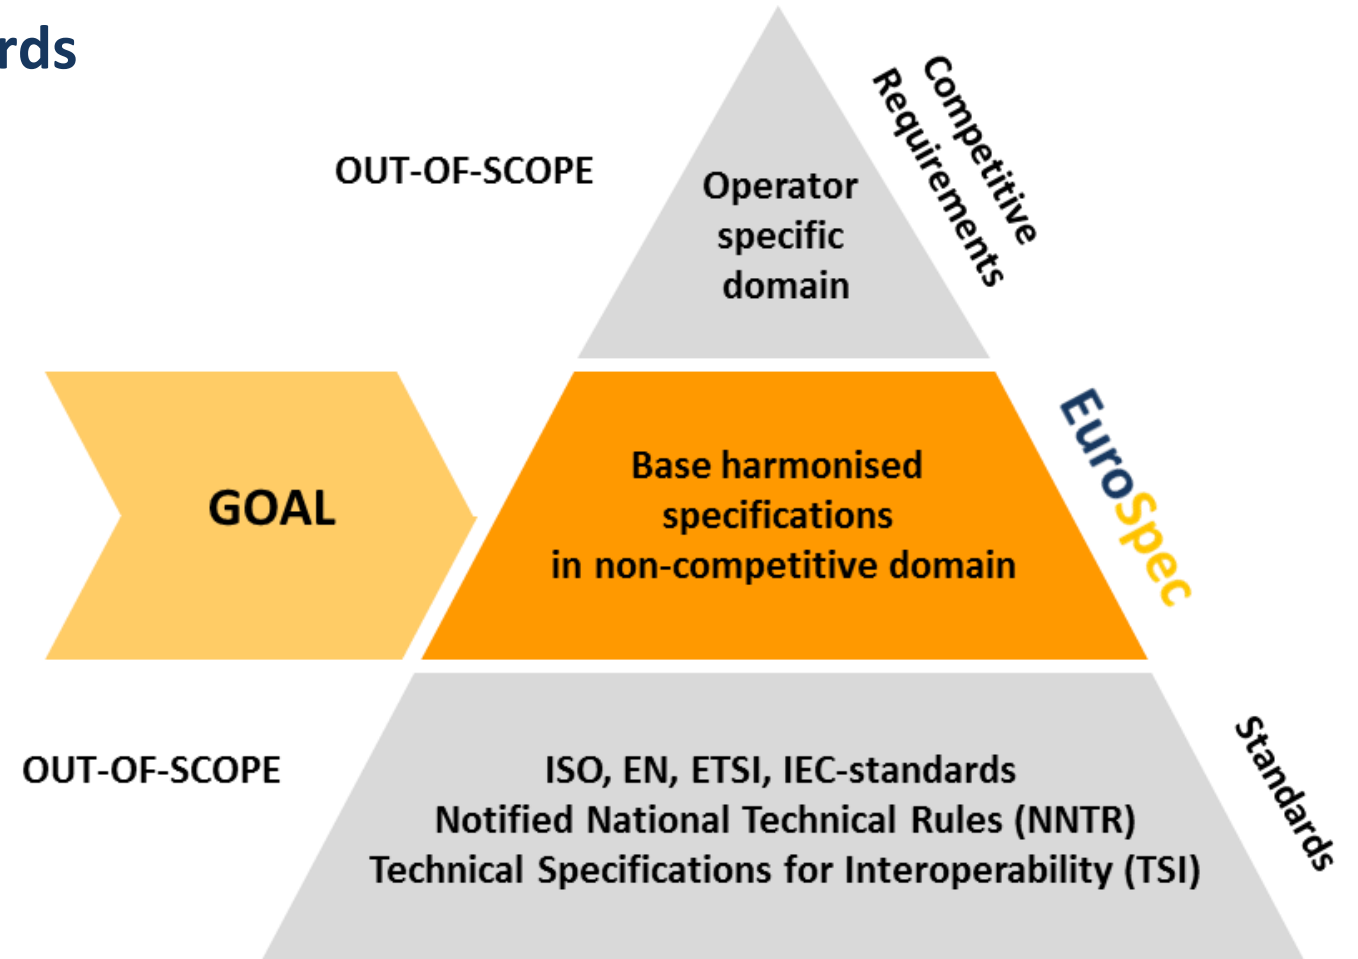 rds
OUT-OF-SCOPE
Operator
specific
domain
Competitive
Requirements
GOAL
Base harmonised
specifications
in non-competitive domain
EuroSpec
OUT-OF-SCOPE
ISO, EN, ETSI, IEC-standards
Notified National Technical Rules (NNTR)
Technical Specifications for Interoperability (TSI)
Standards